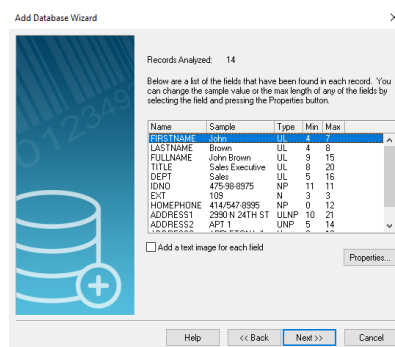 Add Database Wizard
Records Analyzed: 14
Below are a list of the fields that have been found in each record. You
can change the sample value or the max length of any of the fields by
selecting the field and pressing the Properties button.
Name Sample Type Min Max
FIRSTNAME John UL 4 7
LASTNAME Brown UL 4 8
FULLNAME John Brown UL 9 15
TITLE Sales Executive UL 8 20
DEPT Sales UL 5 16
IDNO 475-98-8975 NP 11 11
EXT 109 N 3 3
HOMEPHONE 414/547-8995 NP 0 12
ADDRESS1 2990 N 24TH ST ULNP 10 21
ADDRESS2 APT 1 UNP 5 14
Add a text image for each field
Properties...
Help << Back Next >> Cancel
0123456